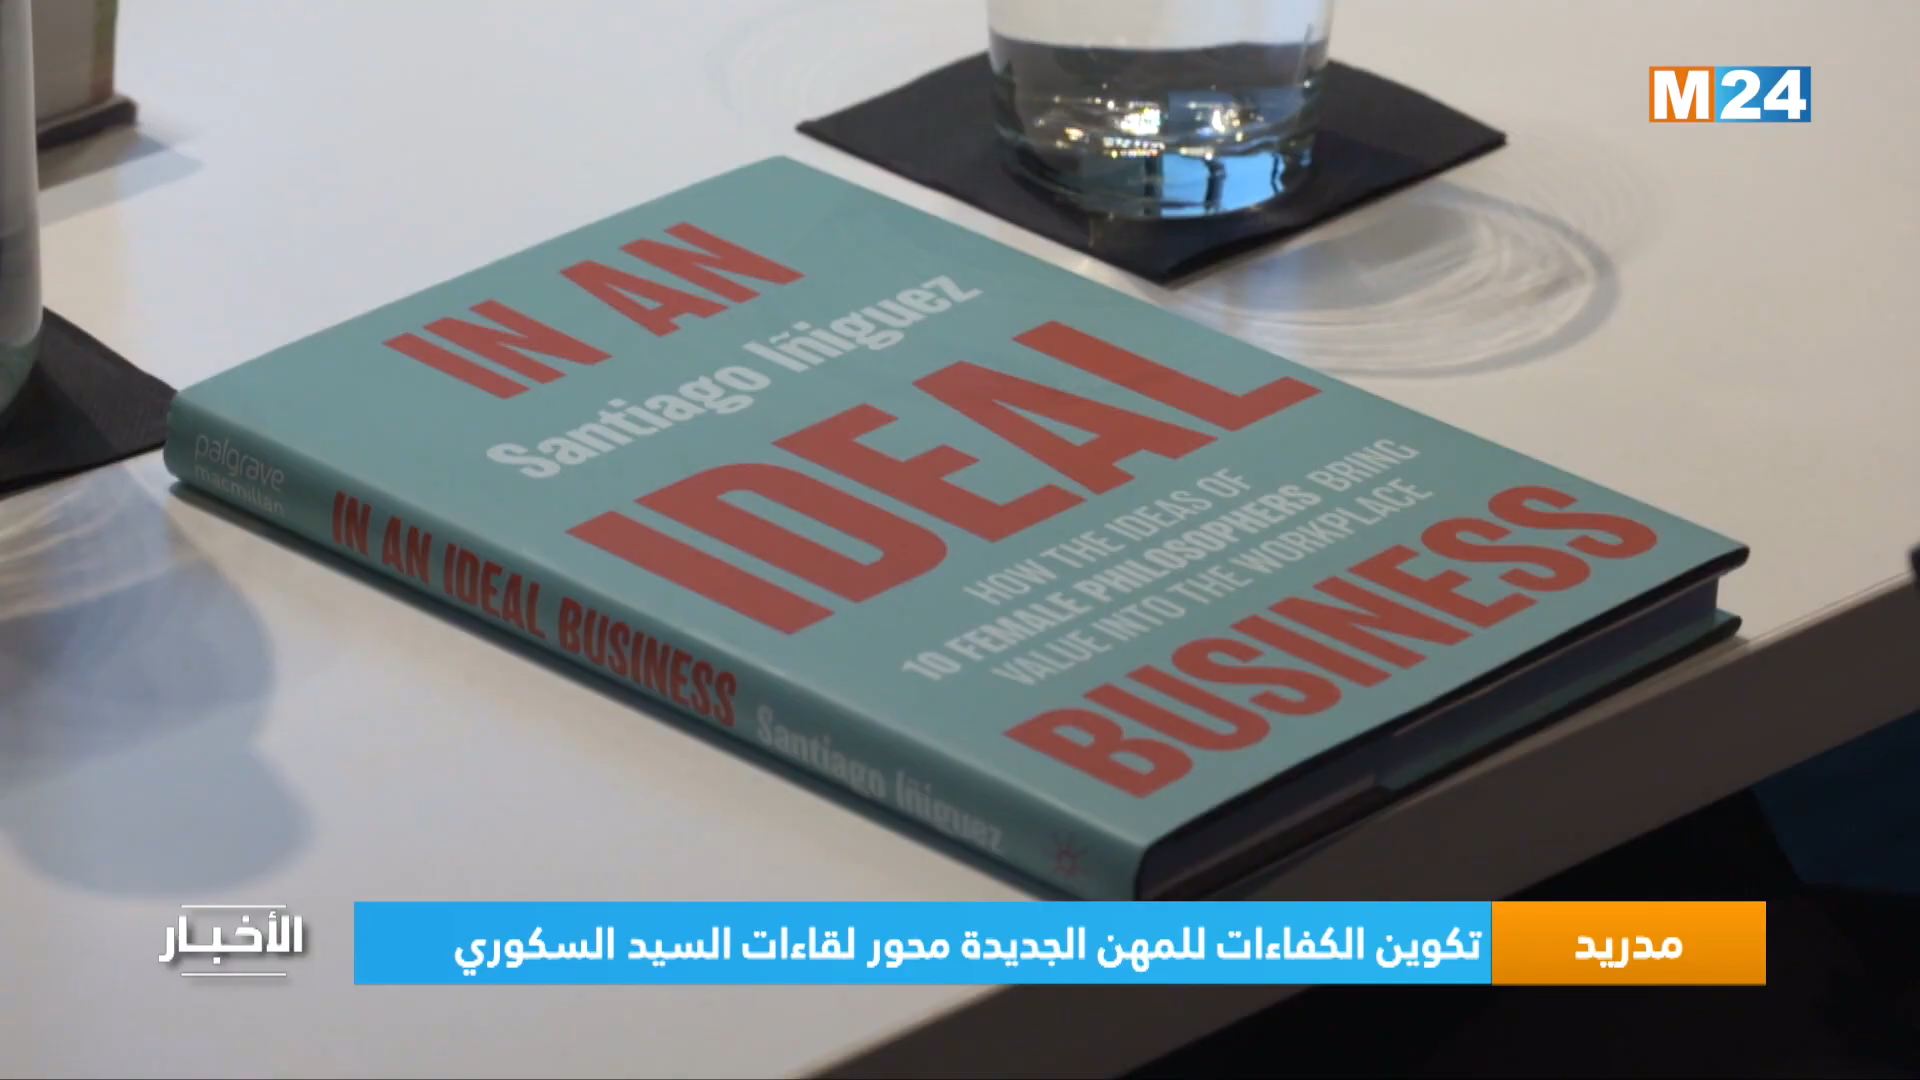 M24
IN AN
Santiago Iñiguez
IDEAL
HOW THE IDEAS OF
10 FEMALE PHILOSOPHERS BRING
VALUE INTO THE WORKPLACE
BUSINESS
palgrave
macmillan
IN AN IDEAL BUSINESS
Santiago Iñiguez
مدريد
تكوين الكفاءات للمهن الجديدة محور لقاءات السيد السكوري
الأخبار